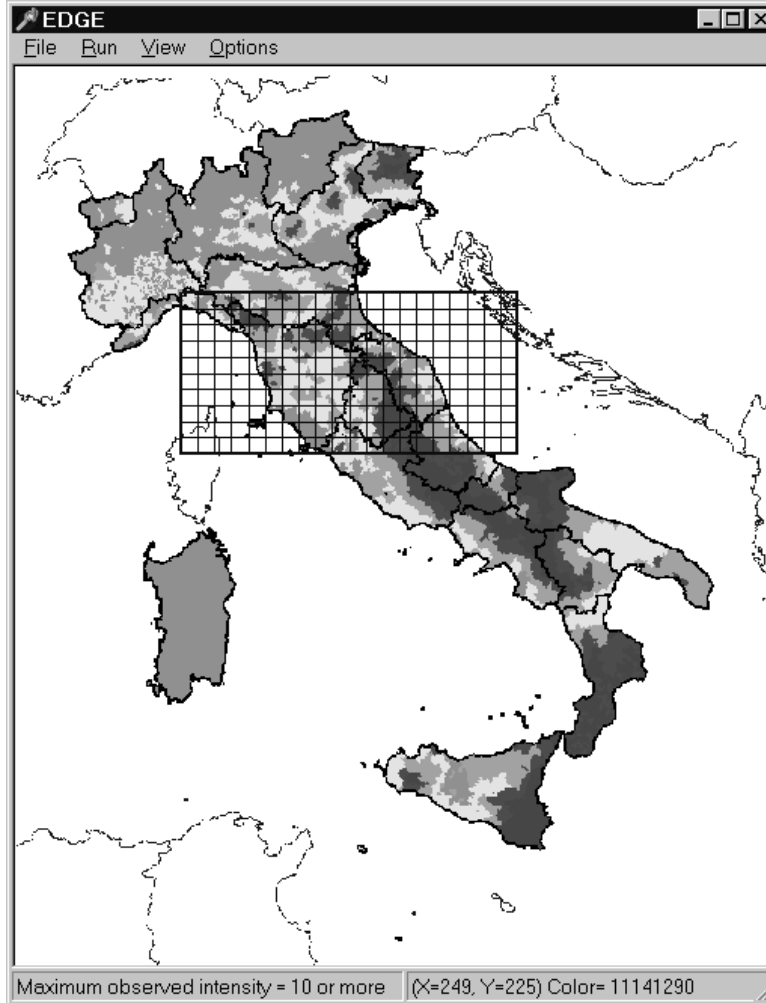 EDGE
File Run View Options
Maximum observed intensity = 10 or more (X=249, Y=225) Color= 11141290